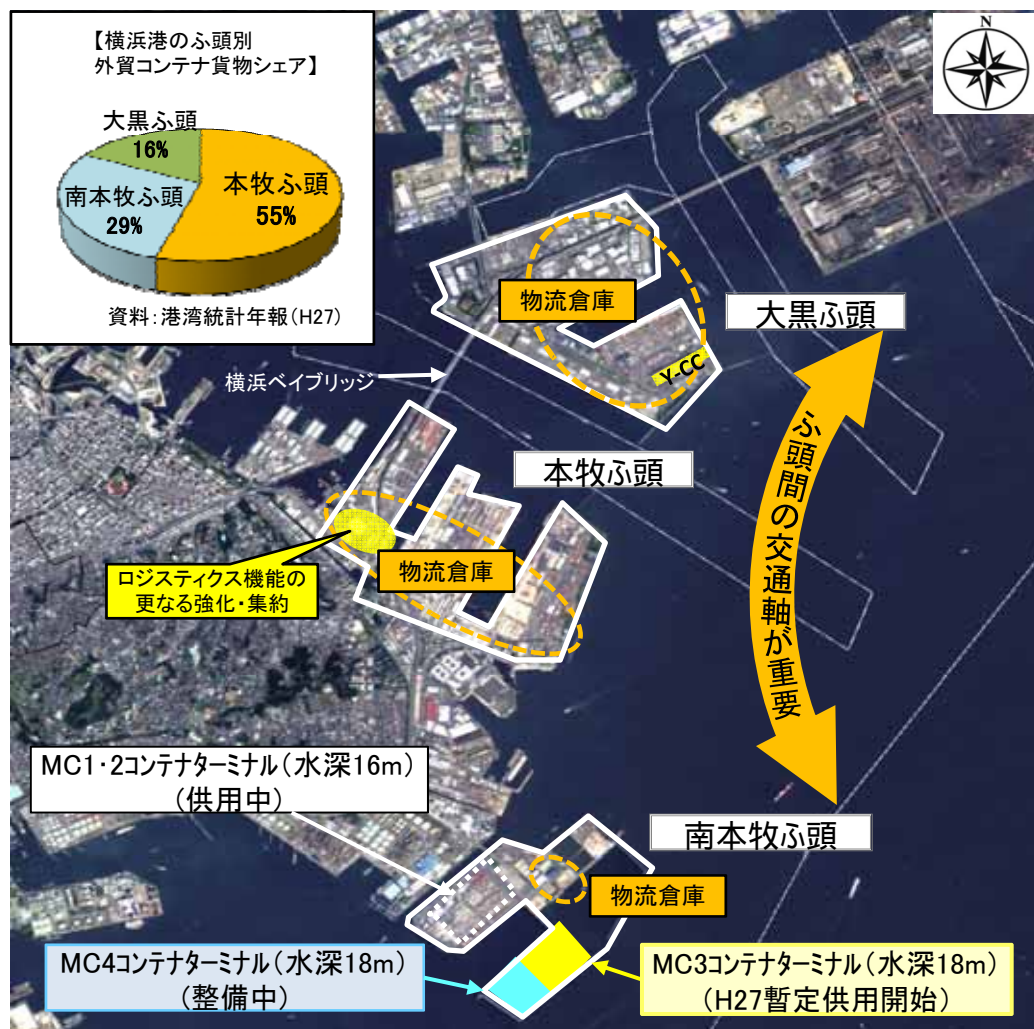 【横浜港のふ頭別
外貿コンテナ貨物シェア】
大黒ふ頭
16%
南本牧ふ頭
29%
本牧ふ頭
55%
資料：港湾統計年報（H27）
N
物流倉庫
大黒ふ頭
Y-CC
横浜ベイブリッジ
本牧ふ頭
ふ頭間の交通軸が重要
物流倉庫
ロジスティクス機能の
更なる強化・集約
MC1・2コンテナターミナル（水深16m）
（供用中）
南本牧ふ頭
物流倉庫
MC4コンテナターミナル（水深18m）
（整備中）
MC3コンテナターミナル（水深18m）
（H27暫定供用開始）